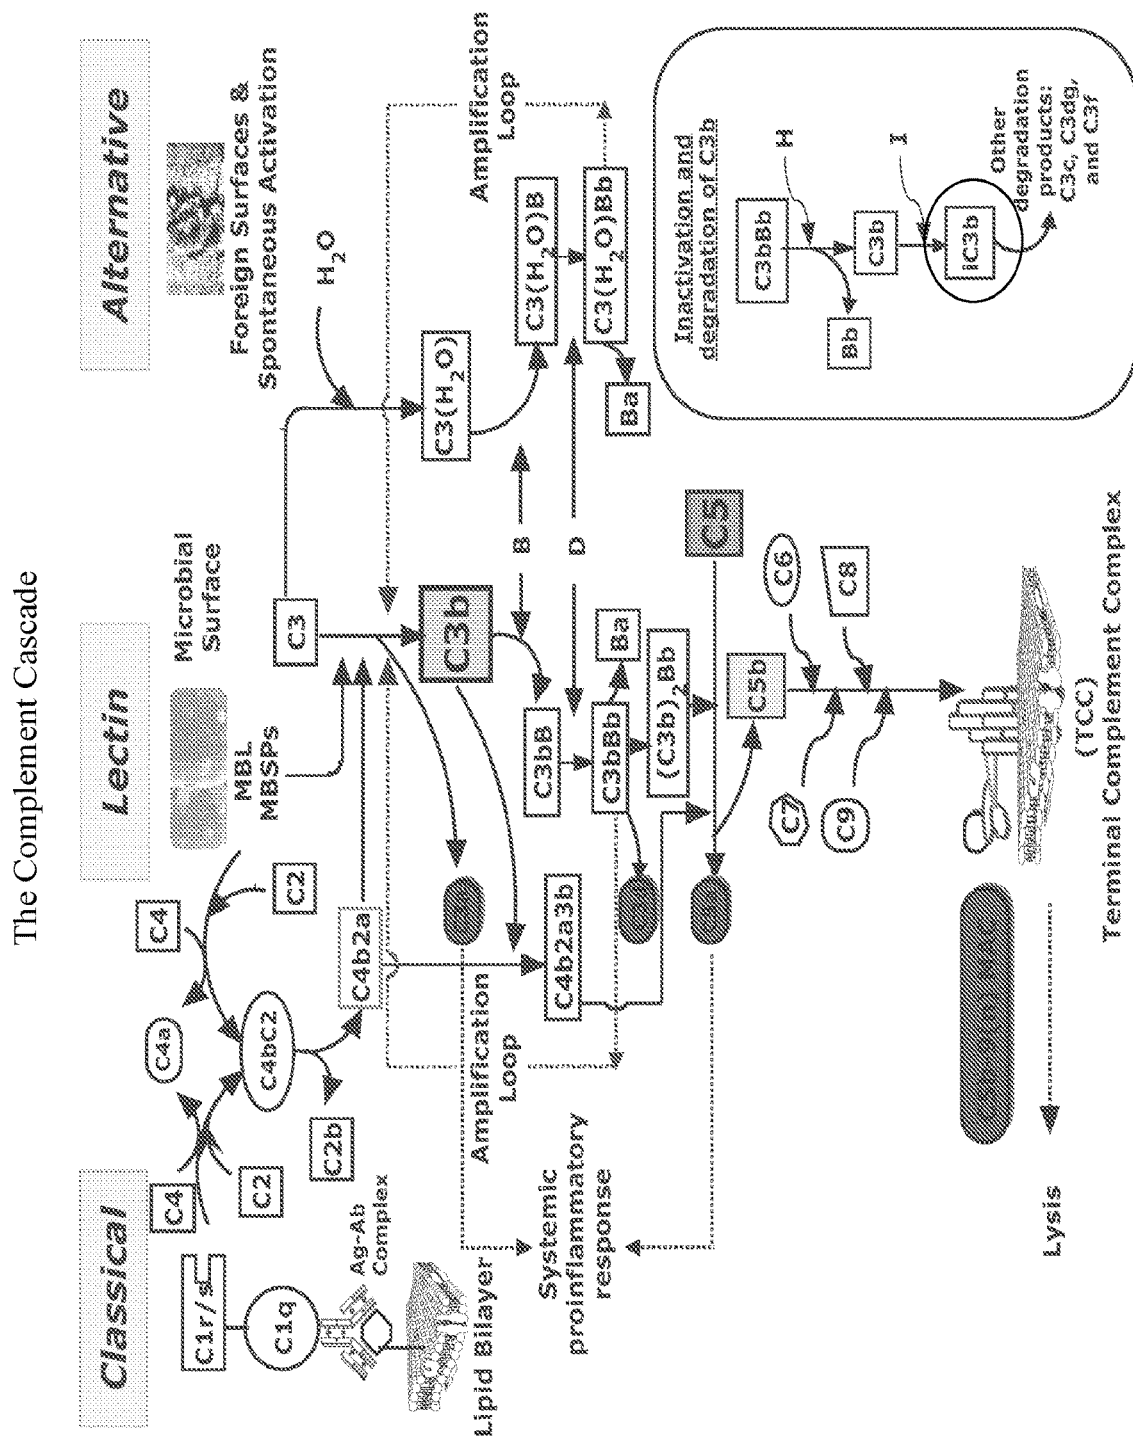 The Complement Cascade
Classical
Lectin
Alternative
C1r/s
C1q
Ag-Ab
Complex
Lipid Bilayer
C4
C2
C4a
C4
C2
C4bC2
C2b
C4b2a
MBL
MBSPs
Microbial
Surface
Foreign Surfaces &
Spontaneous Activation
C3
H2O
C3(H2O)
C3b
Amplification
Loop
Amplification
Loop
B
C3(H2O)B
D
C3(H2O)Bb
Ba
C3bB
C3bBb
Ba
(C3b)2Bb
C4b2a3b
Systemic
proinflammatory
response
C5
C5b
C6
C7
C8
C9
Lysis
(TCC)
Terminal Complement Complex
Inactivation and
degradation of C3b
C3bBb
H
Bb
C3b
I
iC3b
Other
degradation
products:
C3c, C3dg,
and C3f